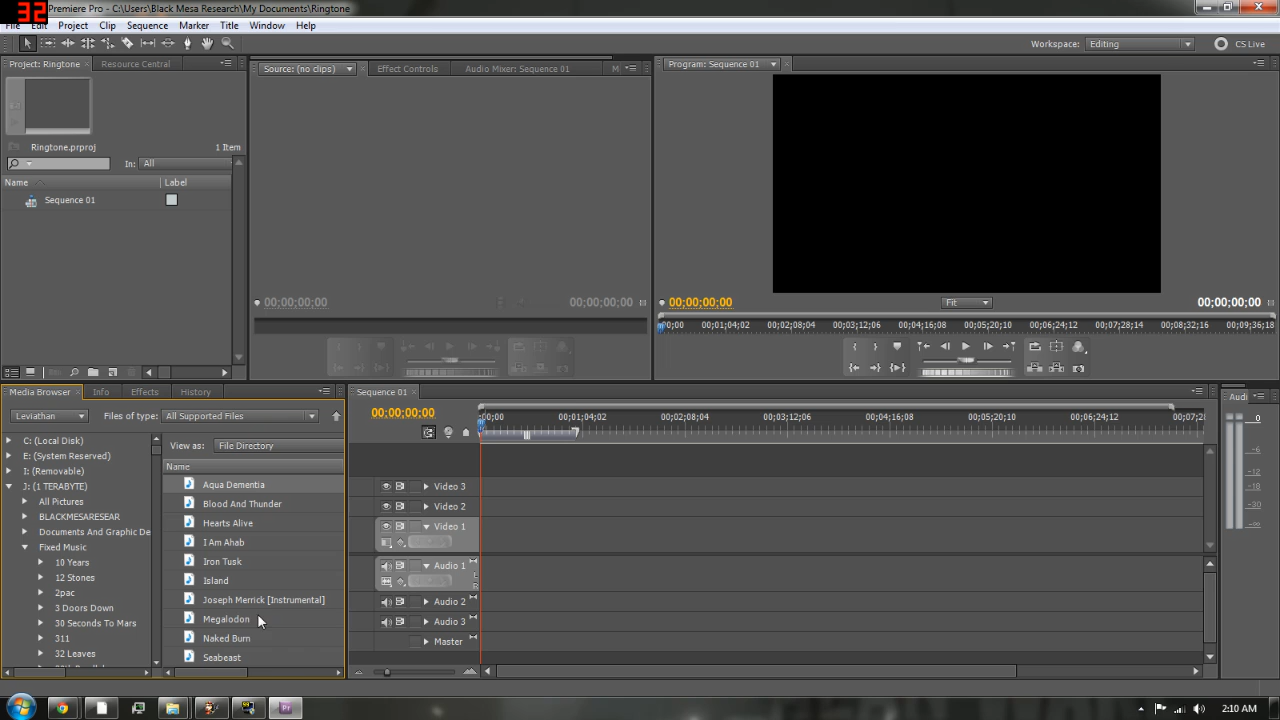 32
Premiere Pro - C:\Users\Black Mesa Research\My Documents\Ringtone
File Edit Project Clip Sequence Marker Title Window Help
Workspace: Editing CS Live
Project: Ringtone Resource Central
Source: (no clips) Effect Controls Audio Mixer: Sequence 01 M
Program: Sequence 01
Ringtone.prproj 1 Item
In: All
Name Label
Sequence 01
00;00;00;00 00;00;00;00
00;00;00;00 Fit 00;00;00;00
00;00 00;01;04;02 00;02;08;04 00;03;12;06 00;04;16;08 00;05;20;10 00;06;24;12 00;07;28;14 00;08;32;16 00;09;36;18
Media Browser Info Effects History
Leviathan Files of type: All Supported Files
View as: File Directory
C: (Local Disk)
E: (System Reserved)
I: (Removable)
J: (1 TERABYTE)
All Pictures
BLACKMESARESEAR
Documents And Graphic De
Fixed Music
10 Years
12 Stones
2pac
3 Doors Down
30 Seconds To Mars
311
32 Leaves
Name
Aqua Dementia
Blood And Thunder
Hearts Alive
I Am Ahab
Iron Tusk
Island
Joseph Merrick [Instrumental]
Megalodon
Naked Burn
Seabeast
Sequence 01
00;00;00;00
00;00 00;01;04;02 00;02;08;04 00;03;12;06 00;04;16;08 00;05;20;10 00;06;24;12 00;07;28
Video 3
Video 2
Video 1
Audio 1
Audio 2
Audio 3
Master
Audi
0
-6
-12
-18
-30
-∞
Pr
2:10 AM